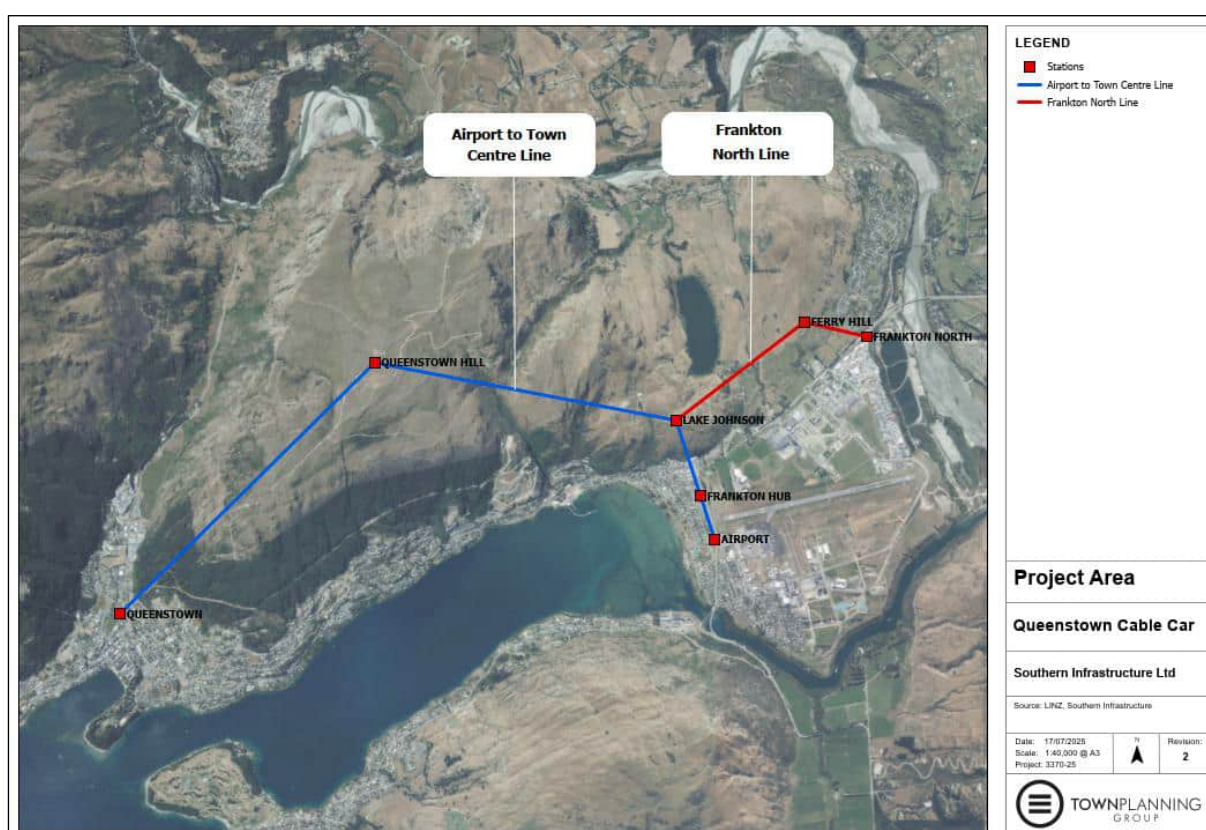 Airport to Town
Centre Line
Frankton
North Line
FERRY HILL
FRANKTON NORTH
QUEENSTOWN HILL
LAKE JOHNSON
FRANKTON HUB
AIRPORT
QUEENSTOWN
LEGEND
Stations
Airport to Town Centre Line
Frankton North Line
Project Area
Queenstown Cable Car
Southern Infrastructure Ltd
Source: LINZ, Southern Infrastructure
Date: 17/07/2025
Scale: 1:40,000 @ A3
Project: 3370-25
N
Revision:
2
TOWNPLANNING
GROUP